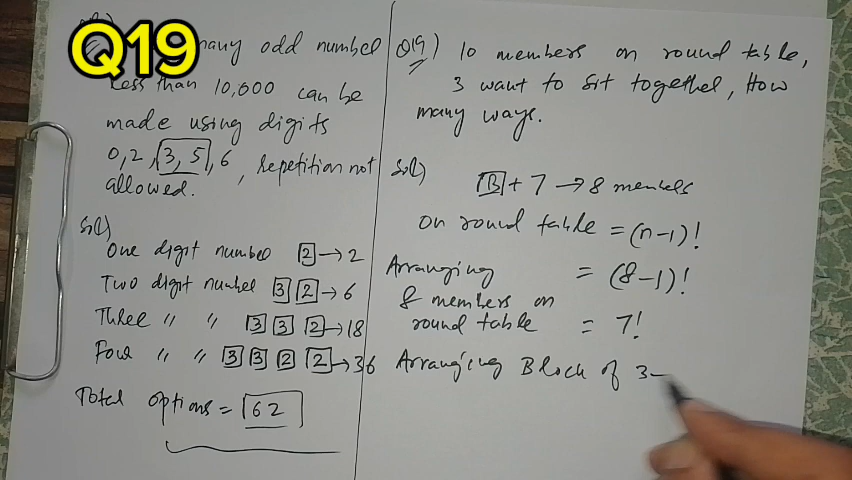 Q19
many odd number
less than 10,000 can be
made using digits
0,2, 3, 5, 6 , repetition not
allowed.
Sol)
One digit number 2 → 2
Two digit number 3 2 → 6
Three " " 3 3 2 → 18
Four " " 3 3 2 2 → 36
Total options = 62
Q19) 10 members on round table,
3 want to sit together, How
many ways.
Sol)
B + 7 → 8 members
on round table = (n-1)!
Arranging = (8-1)!
8 members on
round table = 7!
Arranging Block of 3